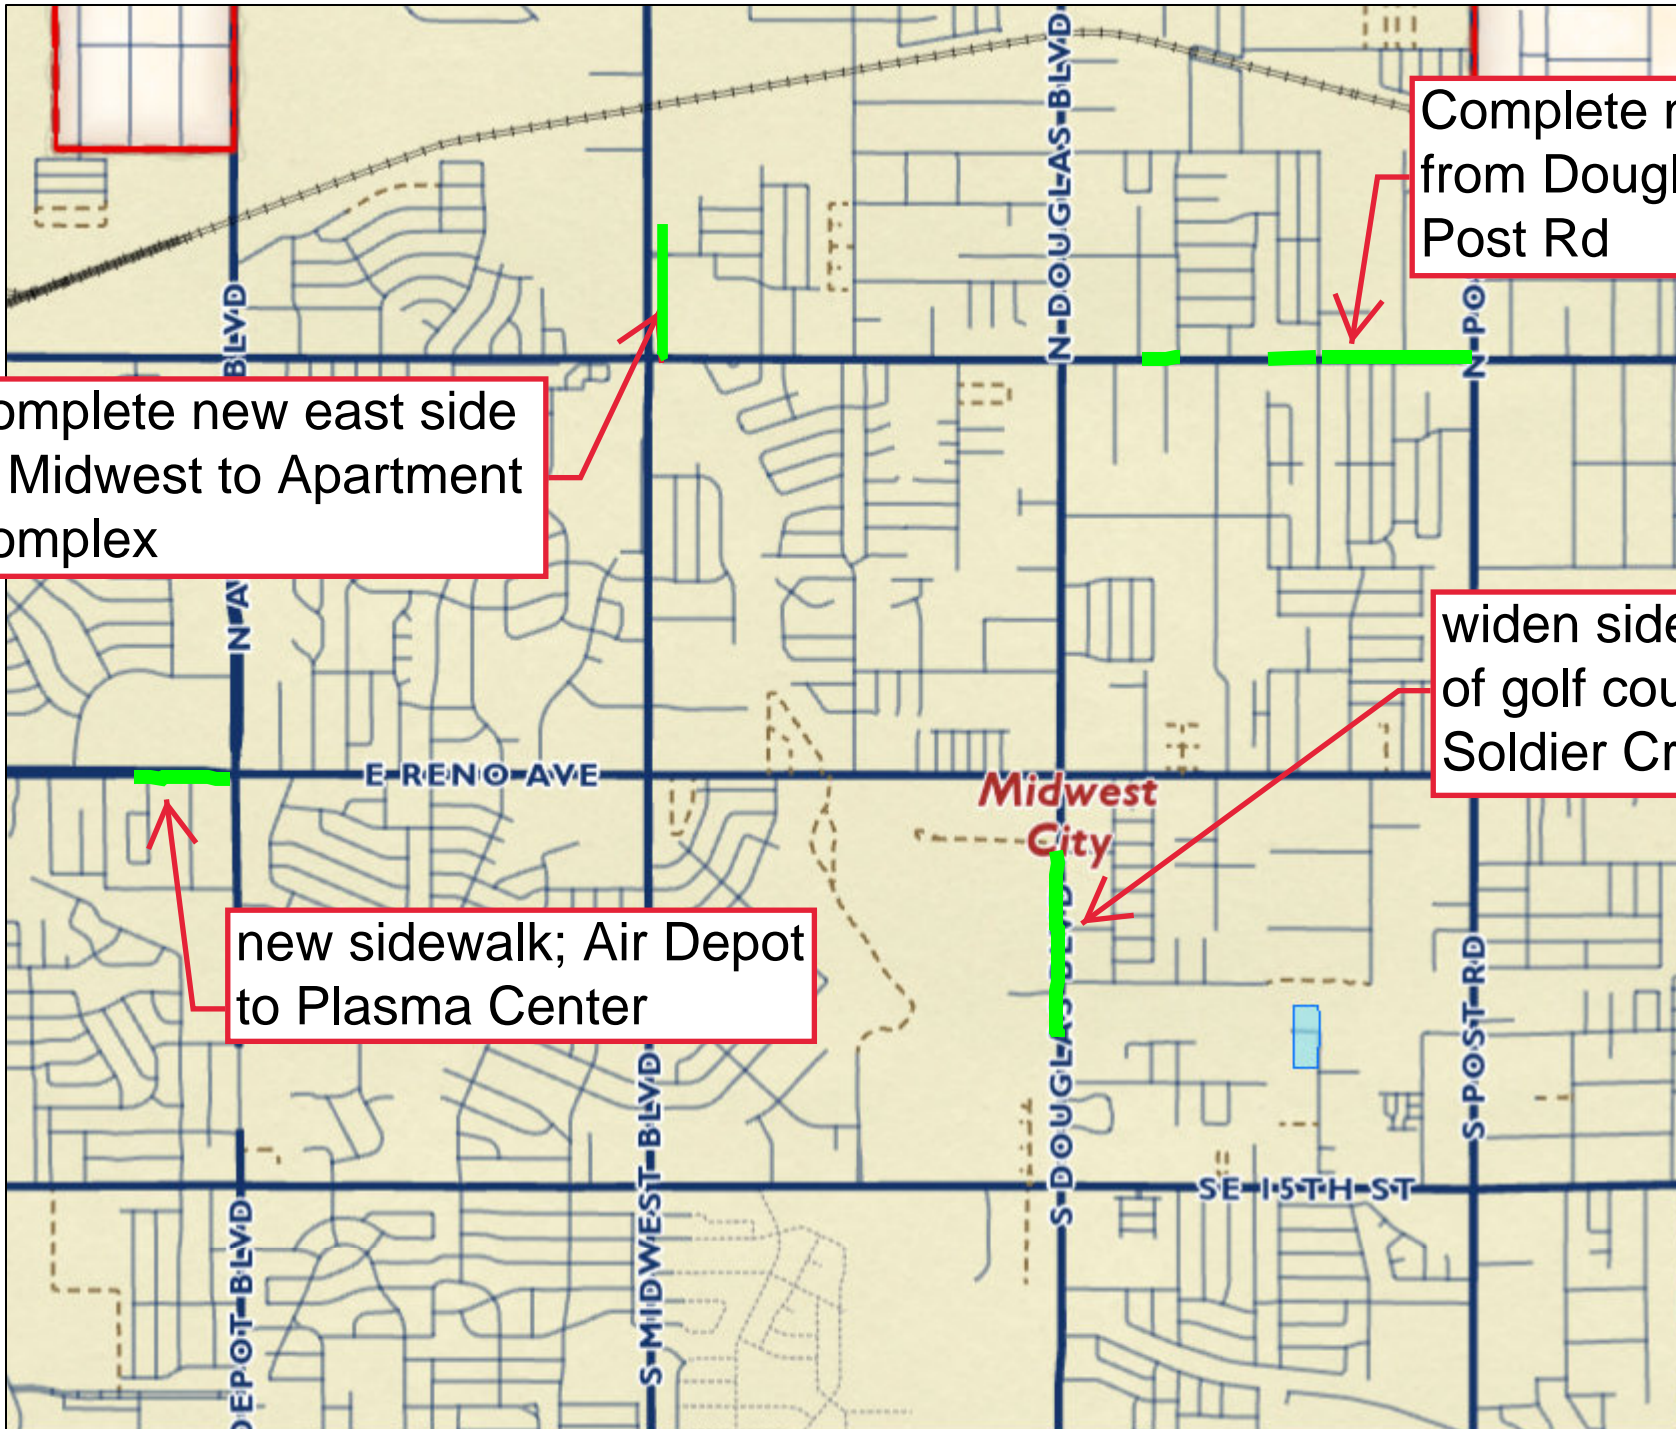 N DOUGLAS BLVD
Complete r
from Dougl
Post Rd
BLVD
N PO
omplete new east side
Midwest to Apartment
omplex
N A
widen side
of golf cou
Soldier Cr
E RENO AVE
Midwest
City
new sidewalk; Air Depot
to Plasma Center
S DOUGLAS BLVD
S POST RD
S MIDWEST BLVD
SE 15TH ST
DEPOT BLVD